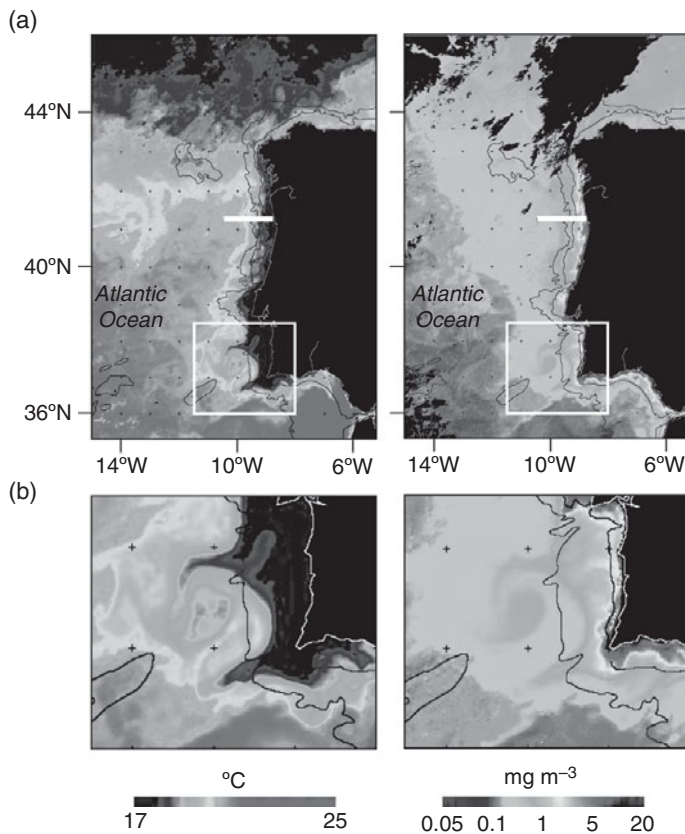 (a)
44ºN
40ºN
36ºN
Atlantic
Ocean
Atlantic
Ocean
14ºW 10ºW 6ºW 14ºW 10ºW 6ºW
(b)
ºC mg m–3
17 25 0.05 0.1 1 5 20